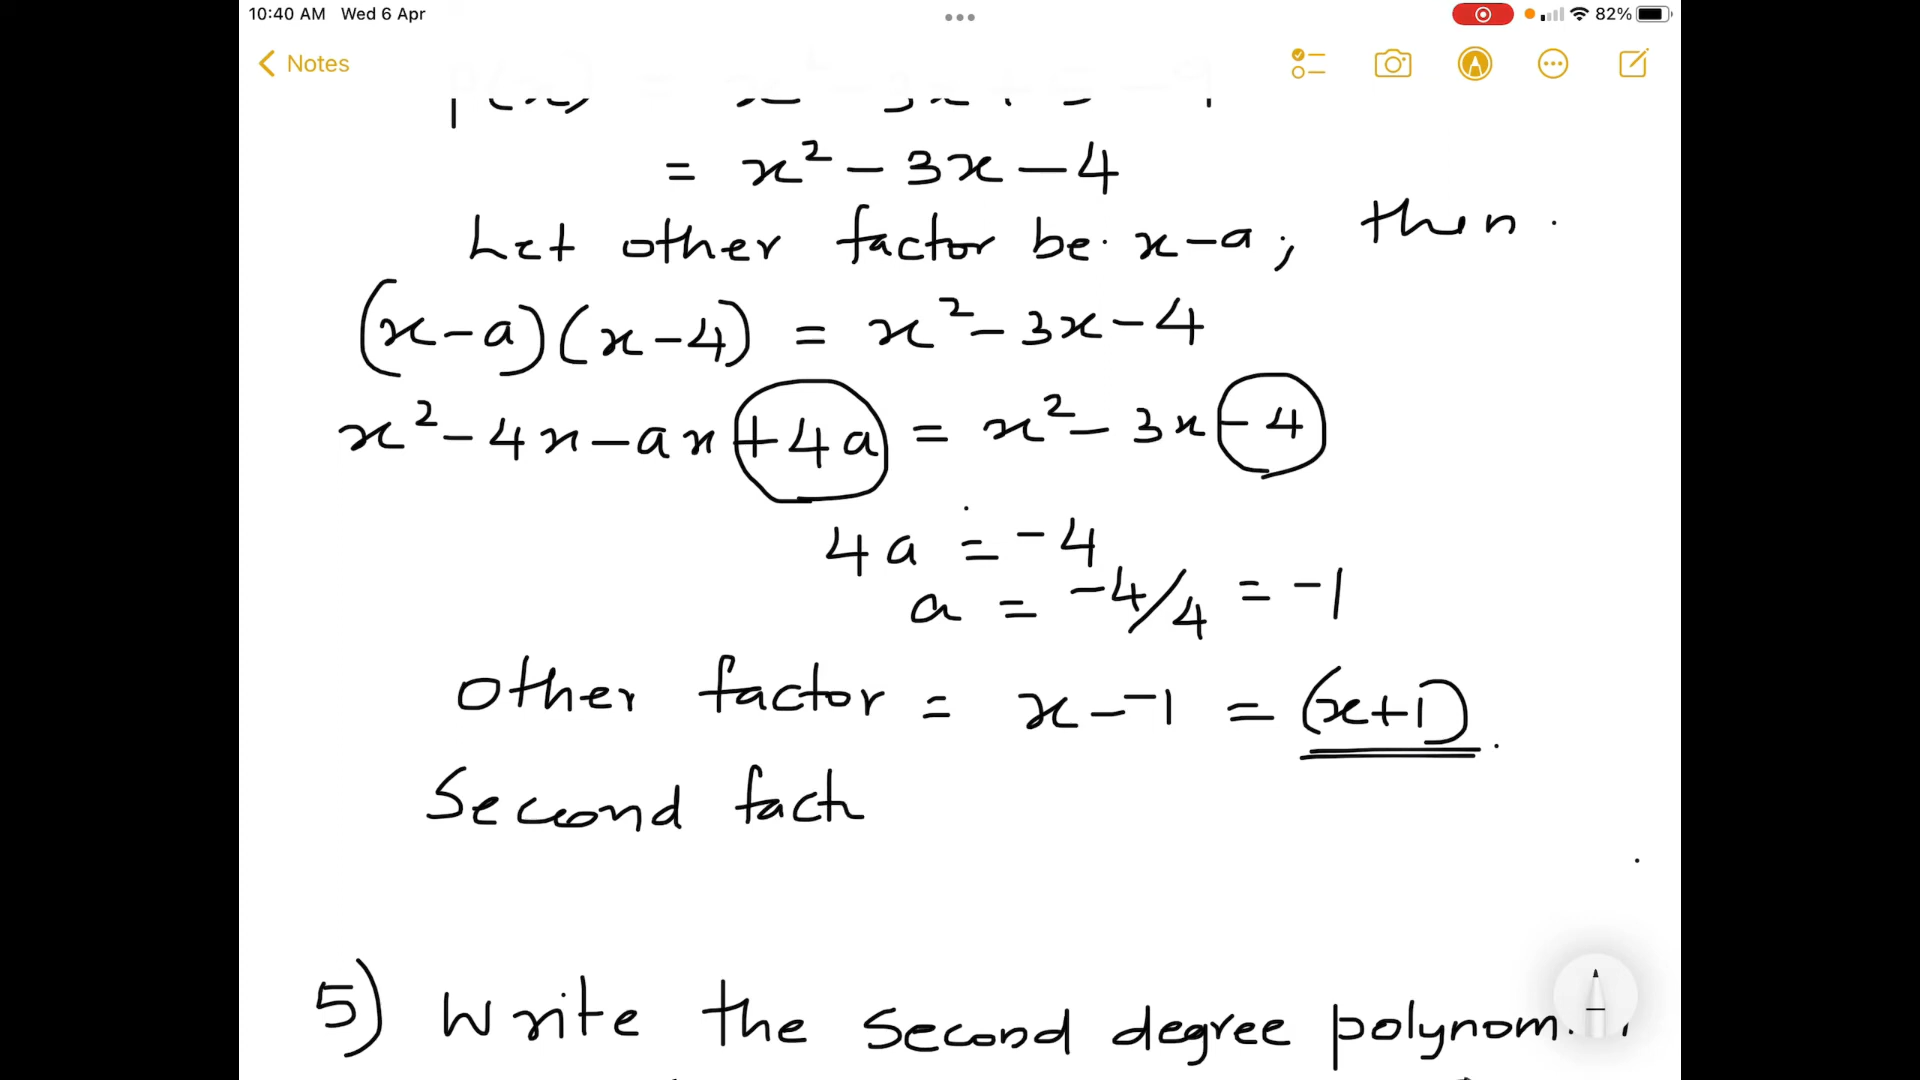 10:40 AM Wed 6 Apr 82%
Notes
= x² - 3x - 4
Let other factor be x-a; then
(x-a)(x-4) = x² - 3x - 4
x² - 4x - ax + 4a = x² - 3x - 4
4a = -4
a = -4/4 = -1
Other factor = x - -1 = (x+1)
Second fact
5) Write the second degree polynom